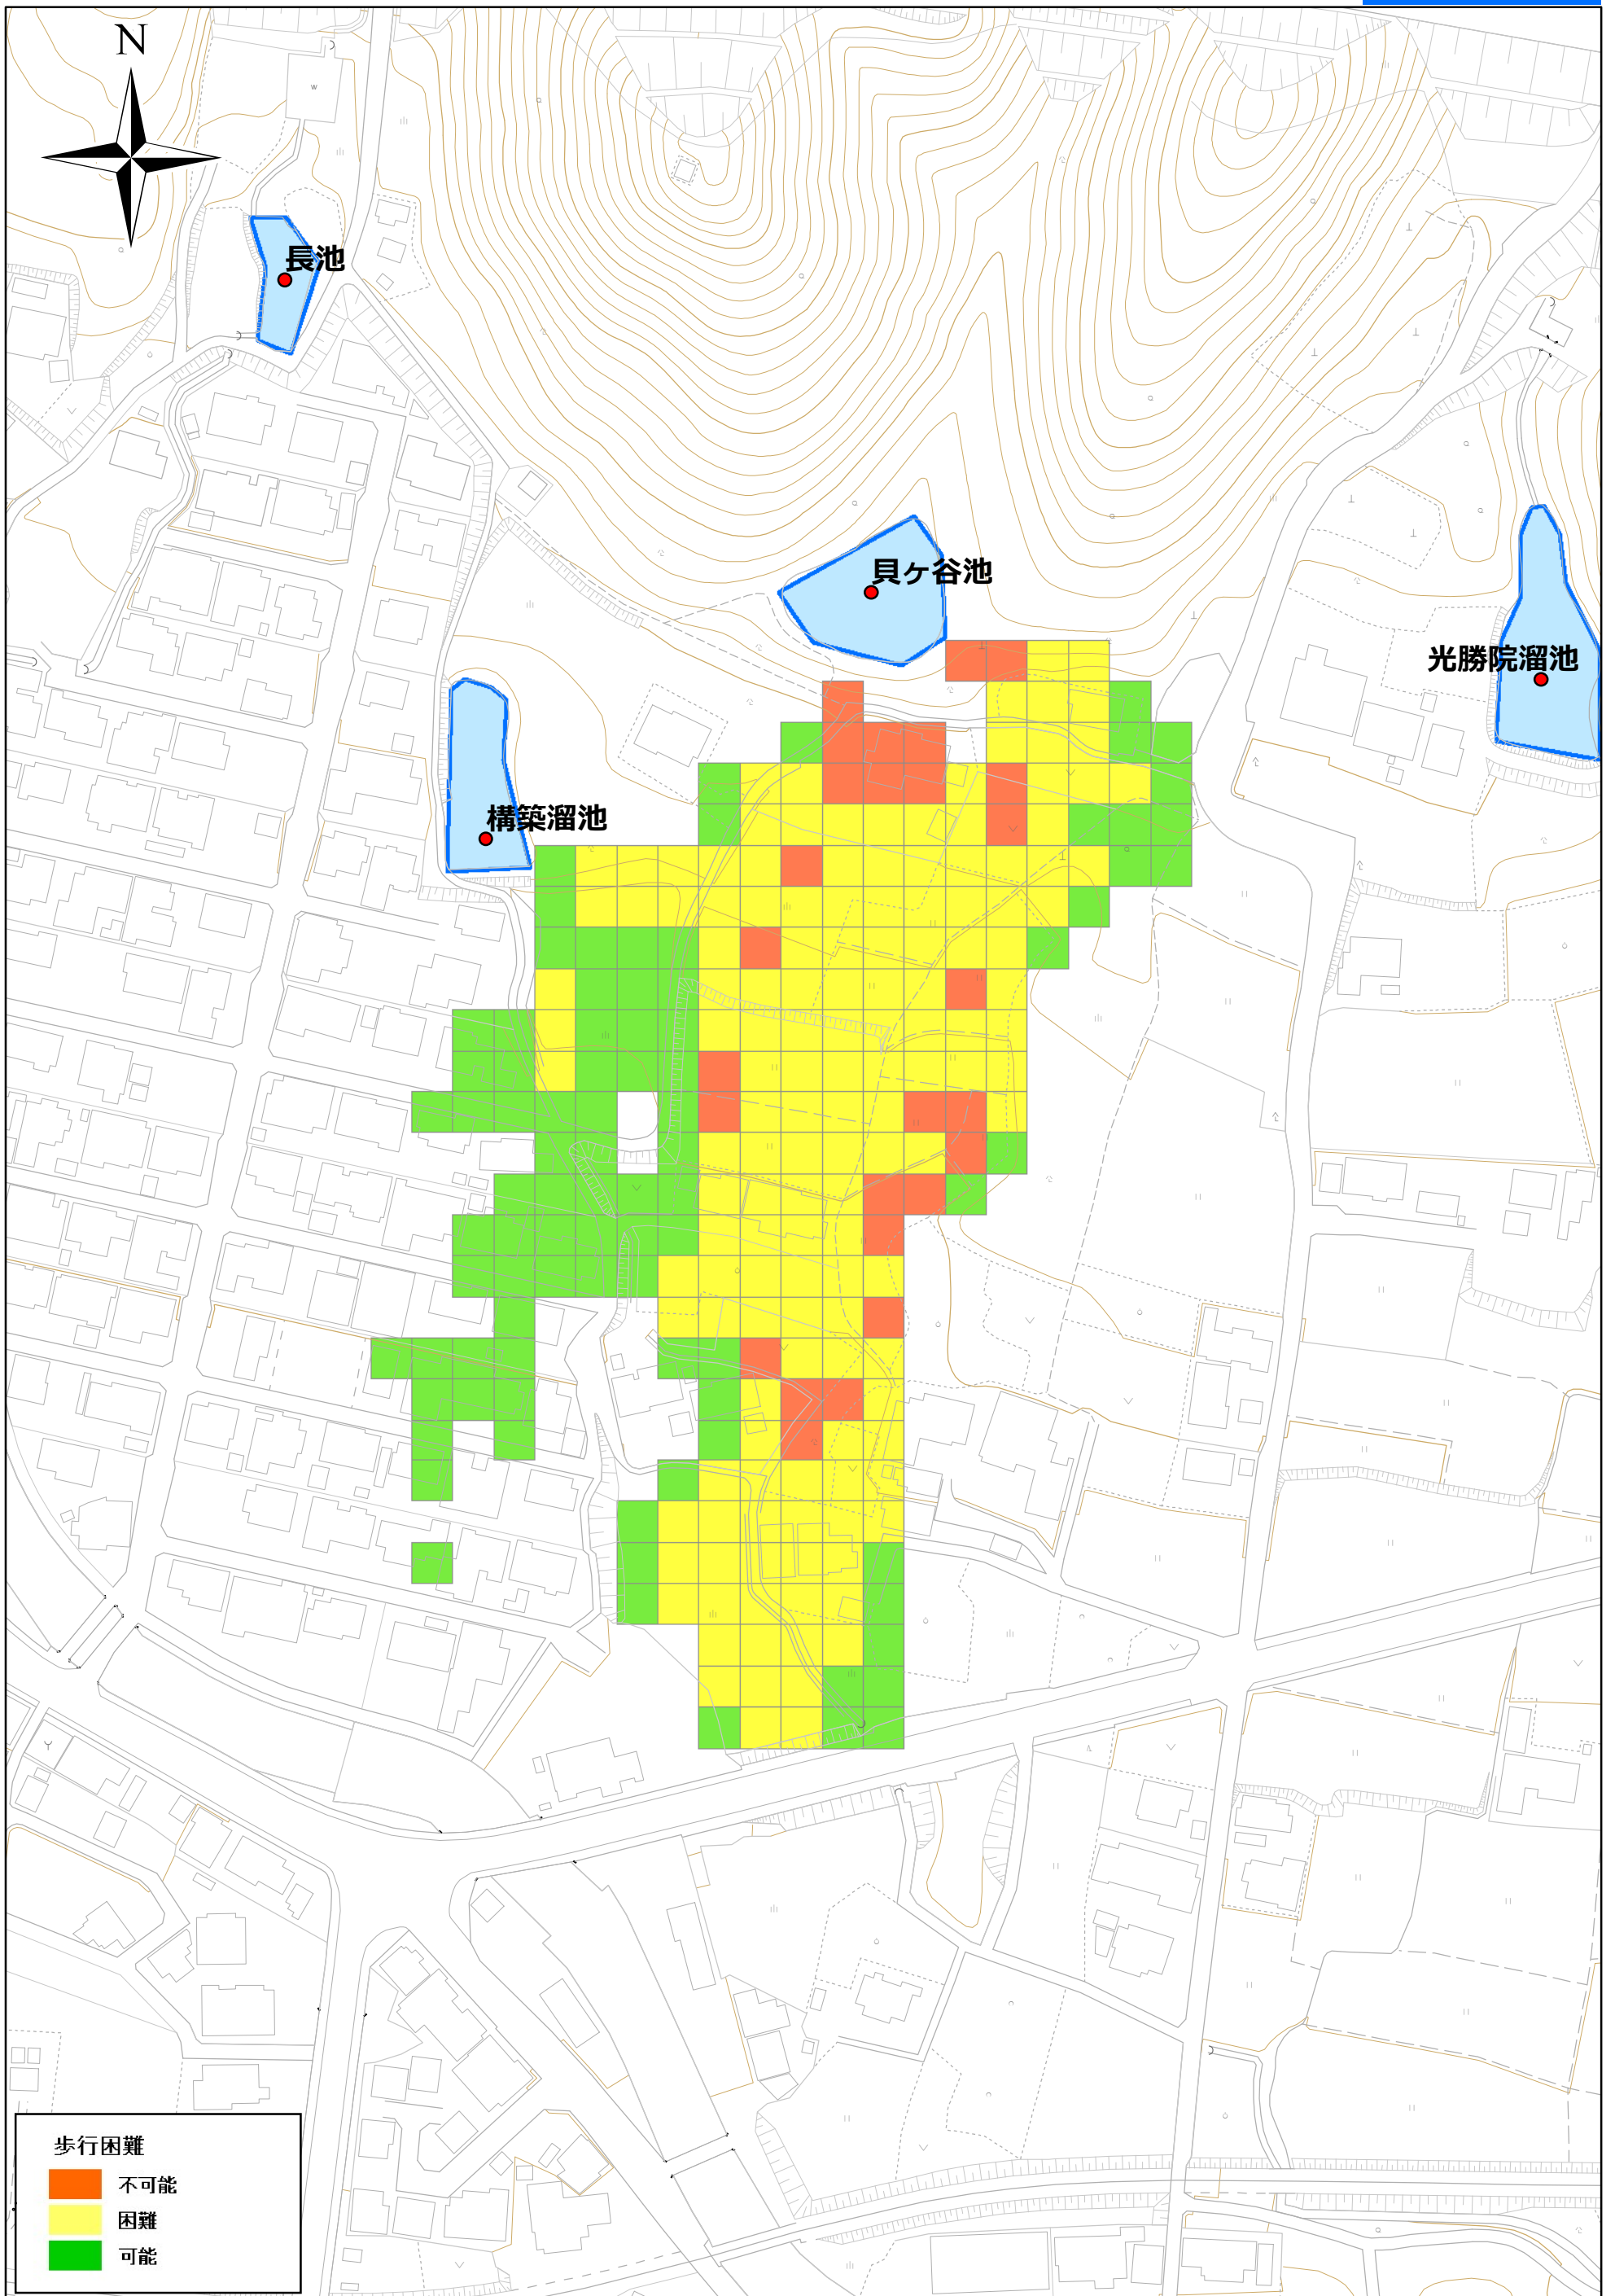 N
長池
貝ヶ谷池
光勝院溜池
構築溜池
歩行困難
不可能
困難
可能